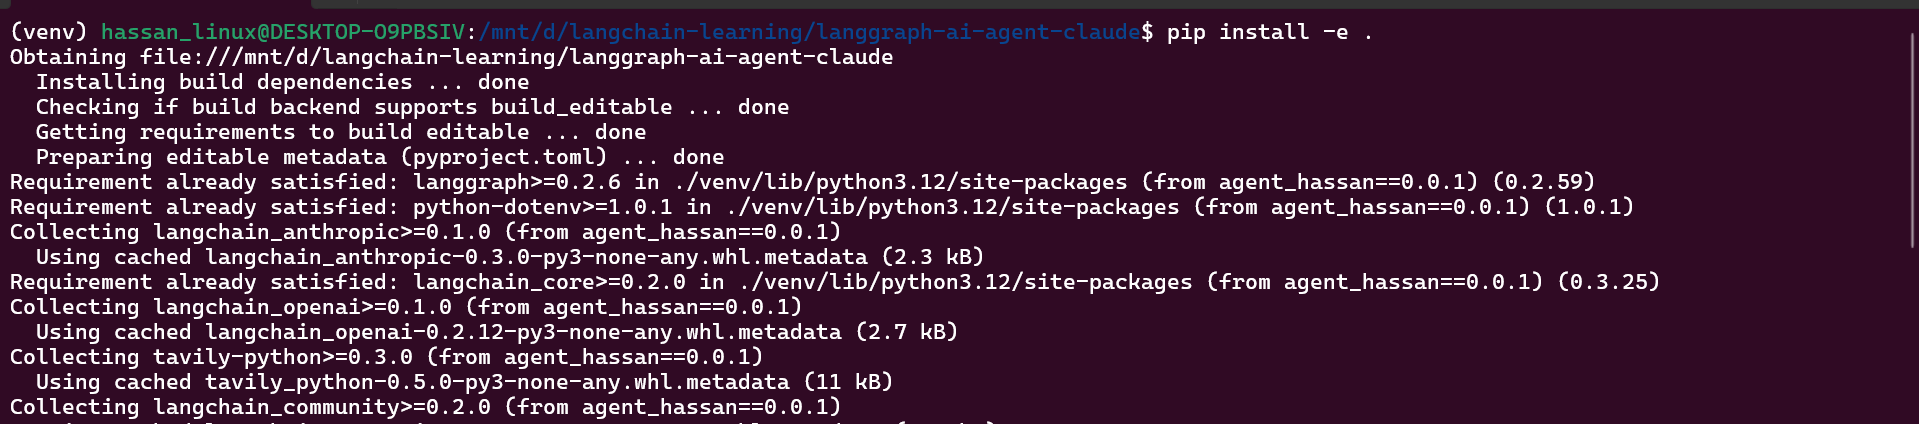 (venv) hassan_linux@DESKTOP-O9PBSIV:/mnt/d/langchain-learning/langgraph-ai-agent-claude$ pip install -e .
Obtaining file:///mnt/d/langchain-learning/langgraph-ai-agent-claude
  Installing build dependencies ... done
  Checking if build backend supports build_editable ... done
  Getting requirements to build editable ... done
  Preparing editable metadata (pyproject.toml) ... done
Requirement already satisfied: langgraph>=0.2.6 in ./venv/lib/python3.12/site-packages (from agent_hassan==0.0.1) (0.2.59)
Requirement already satisfied: python-dotenv>=1.0.1 in ./venv/lib/python3.12/site-packages (from agent_hassan==0.0.1) (1.0.1)
Collecting langchain_anthropic>=0.1.0 (from agent_hassan==0.0.1)
  Using cached langchain_anthropic-0.3.0-py3-none-any.whl.metadata (2.3 kB)
Requirement already satisfied: langchain_core>=0.2.0 in ./venv/lib/python3.12/site-packages (from agent_hassan==0.0.1) (0.3.25)
Collecting langchain_openai>=0.1.0 (from agent_hassan==0.0.1)
  Using cached langchain_openai-0.2.12-py3-none-any.whl.metadata (2.7 kB)
Collecting tavily-python>=0.3.0 (from agent_hassan==0.0.1)
  Using cached tavily_python-0.5.0-py3-none-any.whl.metadata (11 kB)
Collecting langchain_community>=0.2.0 (from agent_hassan==0.0.1)